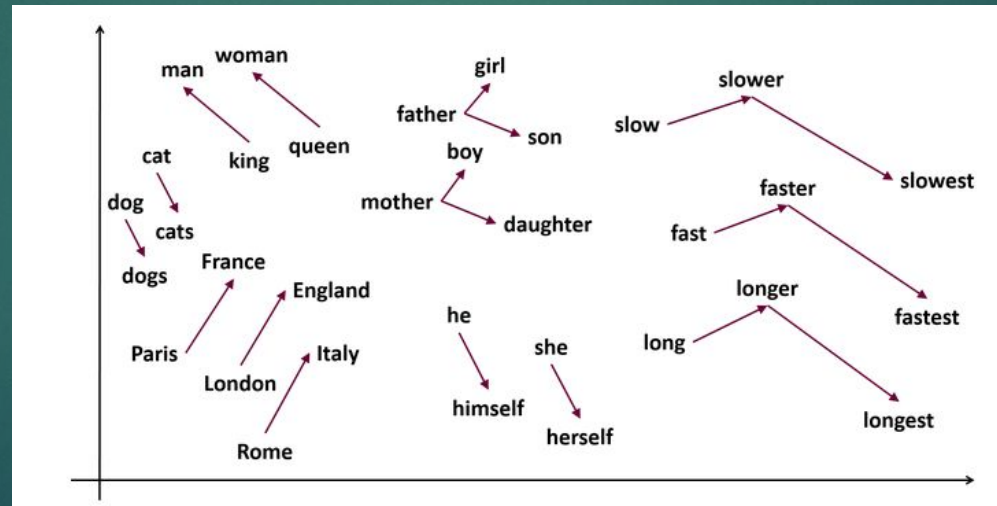 woman
man
girl
slower
father
slow
son
queen
boy
cat
king
slowest
faster
dog
mother
daughter
cats
fast
France
dogs
England
longer
he
fastest
long
she
Paris
Italy
London
himself
longest
herself
Rome